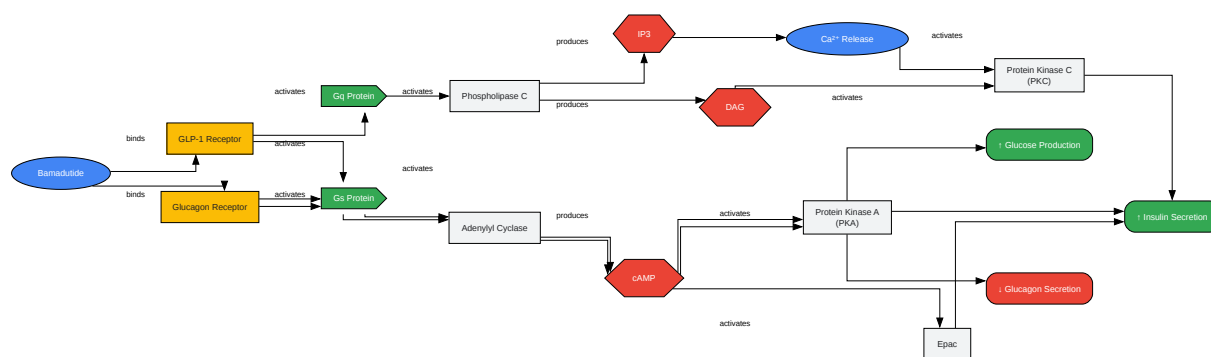 produces
IP3
Ca²⁺ Release
activates
Protein Kinase C
(PKC)
activates
Gq Protein
activates
Phospholipase C
produces
DAG
activates
binds
GLP-1 Receptor
activates
↑ Glucose Production
Bamadutide
activates
binds
Glucagon Receptor
activates
Gs Protein
Adenylyl Cyclase
produces
activates
Protein Kinase A
(PKA)
↑ Insulin Secretion
cAMP
↓ Glucagon Secretion
activates
Epac